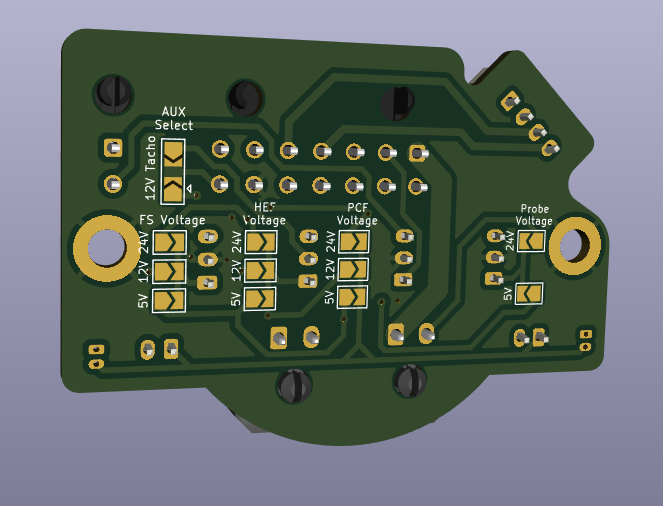 AUX
Select
12V Tacho
FS Voltage
24V
12V
5V
HEF
Voltage
24V
12V
5V
PCF
Voltage
24V
12V
5V
Probe
Voltage
24V
5V